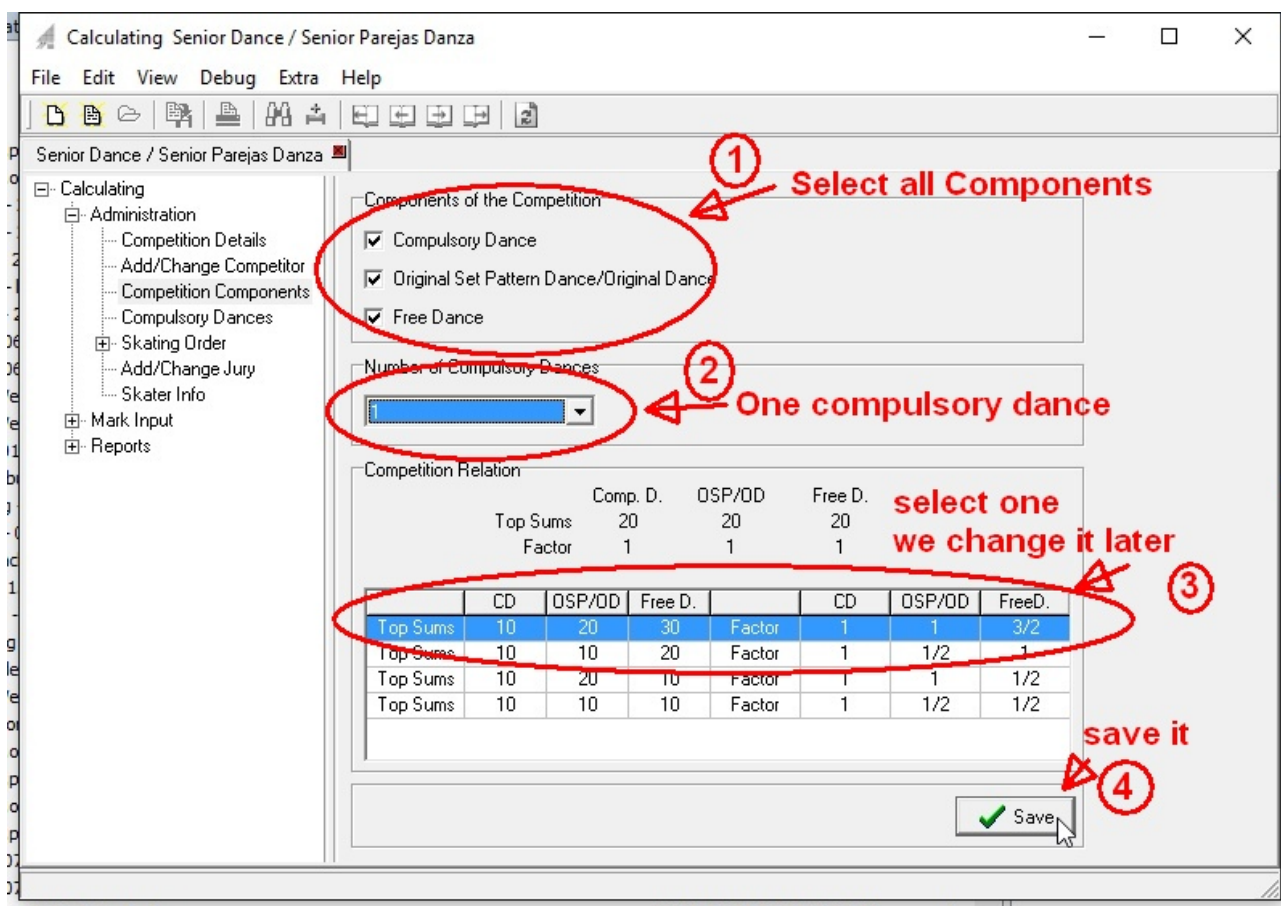 Calculating Senior Dance / Senior Parejas Danza
File Edit View Debug Extra Help
Senior Dance / Senior Parejas Danza
Calculating
Administration
Competition Details
Add/Change Competitor
Competition Components
Compulsory Dances
Skating Order
Add/Change Jury
Skater Info
Mark Input
Reports
1
Select all Components
Components of the Competition
Compulsory Dance
Original Set Pattern Dance/Original Dance
Free Dance
Number of Compulsory Dances
2
1
One compulsory dance
Competition Relation
Comp. D. OSP/OD Free D.
Top Sums 20 20 20
Factor 1 1 1
select one
we change it later
3
CD OSP/OD Free D. CD OSP/OD FreeD.
Top Sums 10 20 30 Factor 1 1 3/2
Top Sums 10 10 20 Factor 1 1/2 1
Top Sums 10 20 10 Factor 1 1 1/2
Top Sums 10 10 10 Factor 1 1/2 1/2
save it
4
Save